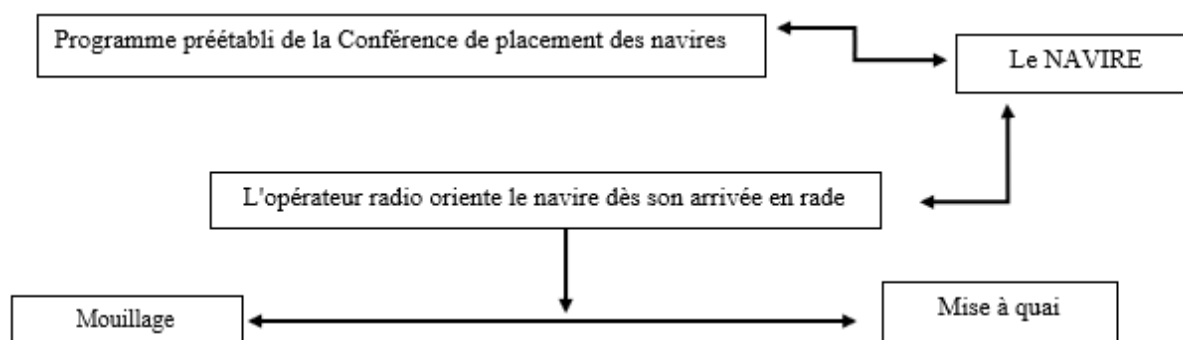 Programme préétabli de la Conférence de placement des navires
Le NAVIRE
L'opérateur radio oriente le navire dès son arrivée en rade
Mouillage
Mise à quai